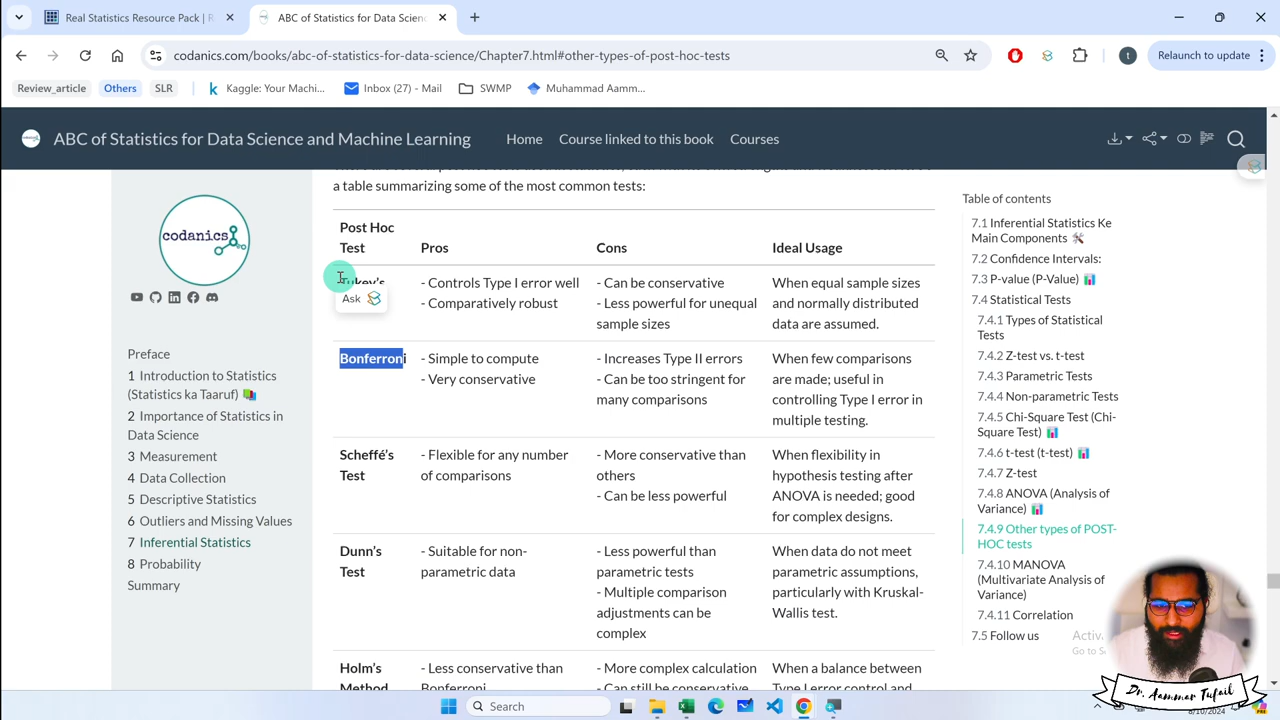 Real Statistics Resource Pack | R
ABC of Statistics for Data Scien
codanics.com/books/abc-of-statistics-for-data-science/Chapter7.html#other-types-of-post-hoc-tests
t
Relaunch to update
Review_article
Others
SLR
Kaggle: Your Machi...
Inbox (27) - Mail
SWMP
Muhammad Aamm...
ABC of Statistics for Data Science and Machine Learning
Home
Course linked to this book
Courses
codanics
Preface
1 Introduction to Statistics
(Statistics ka Taaruf)
2 Importance of Statistics in
Data Science
3 Measurement
4 Data Collection
5 Descriptive Statistics
6 Outliers and Missing Values
7 Inferential Statistics
8 Probability
Summary
a table summarizing some of the most common tests:
Post Hoc
Test
Pros
Cons
Ideal Usage
Tukey's
- Controls Type I error well
- Comparatively robust
- Can be conservative
- Less powerful for unequal
sample sizes
When equal sample sizes
and normally distributed
data are assumed.
Ask
Bonferroni
- Simple to compute
- Very conservative
- Increases Type II errors
- Can be too stringent for
many comparisons
When few comparisons
are made; useful in
controlling Type I error in
multiple testing.
Scheffé's
Test
- Flexible for any number
of comparisons
- More conservative than
others
- Can be less powerful
When flexibility in
hypothesis testing after
ANOVA is needed; good
for complex designs.
Dunn's
Test
- Suitable for non-
parametric data
- Less powerful than
parametric tests
- Multiple comparison
adjustments can be
complex
When data do not meet
parametric assumptions,
particularly with Kruskal-
Wallis test.
Holm's
Method
- Less conservative than
Bonferroni
- More complex calculation
- Can still be conservative
When a balance between
Type I error control and
Table of contents
7.1 Inferential Statistics Ke
Main Components
7.2 Confidence Intervals:
7.3 P-value (P-Value)
7.4 Statistical Tests
7.4.1 Types of Statistical
Tests
7.4.2 Z-test vs. t-test
7.4.3 Parametric Tests
7.4.4 Non-parametric Tests
7.4.5 Chi-Square Test (Chi-
Square Test)
7.4.6 t-test (t-test)
7.4.7 Z-test
7.4.8 ANOVA (Analysis of
Variance)
7.4.9 Other types of POST-
HOC tests
7.4.10 MANOVA
(Multivariate Analysis of
Variance)
7.4.11 Correlation
7.5 Follow us
Activ
Go to S
Dr. Aammar Tufail
Search
8/10/2024